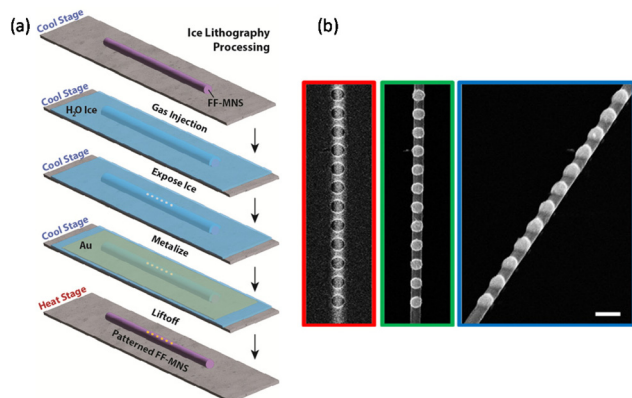 (a)
(b)
Cool Stage
Ice Lithography
Processing
FF-MNS
Cool Stage
H₂O Ice
Gas Injection
Cool Stage
Expose Ice
Cool Stage
Au
Metalize
Heat Stage
Liftoff
Patterned FF-MNS